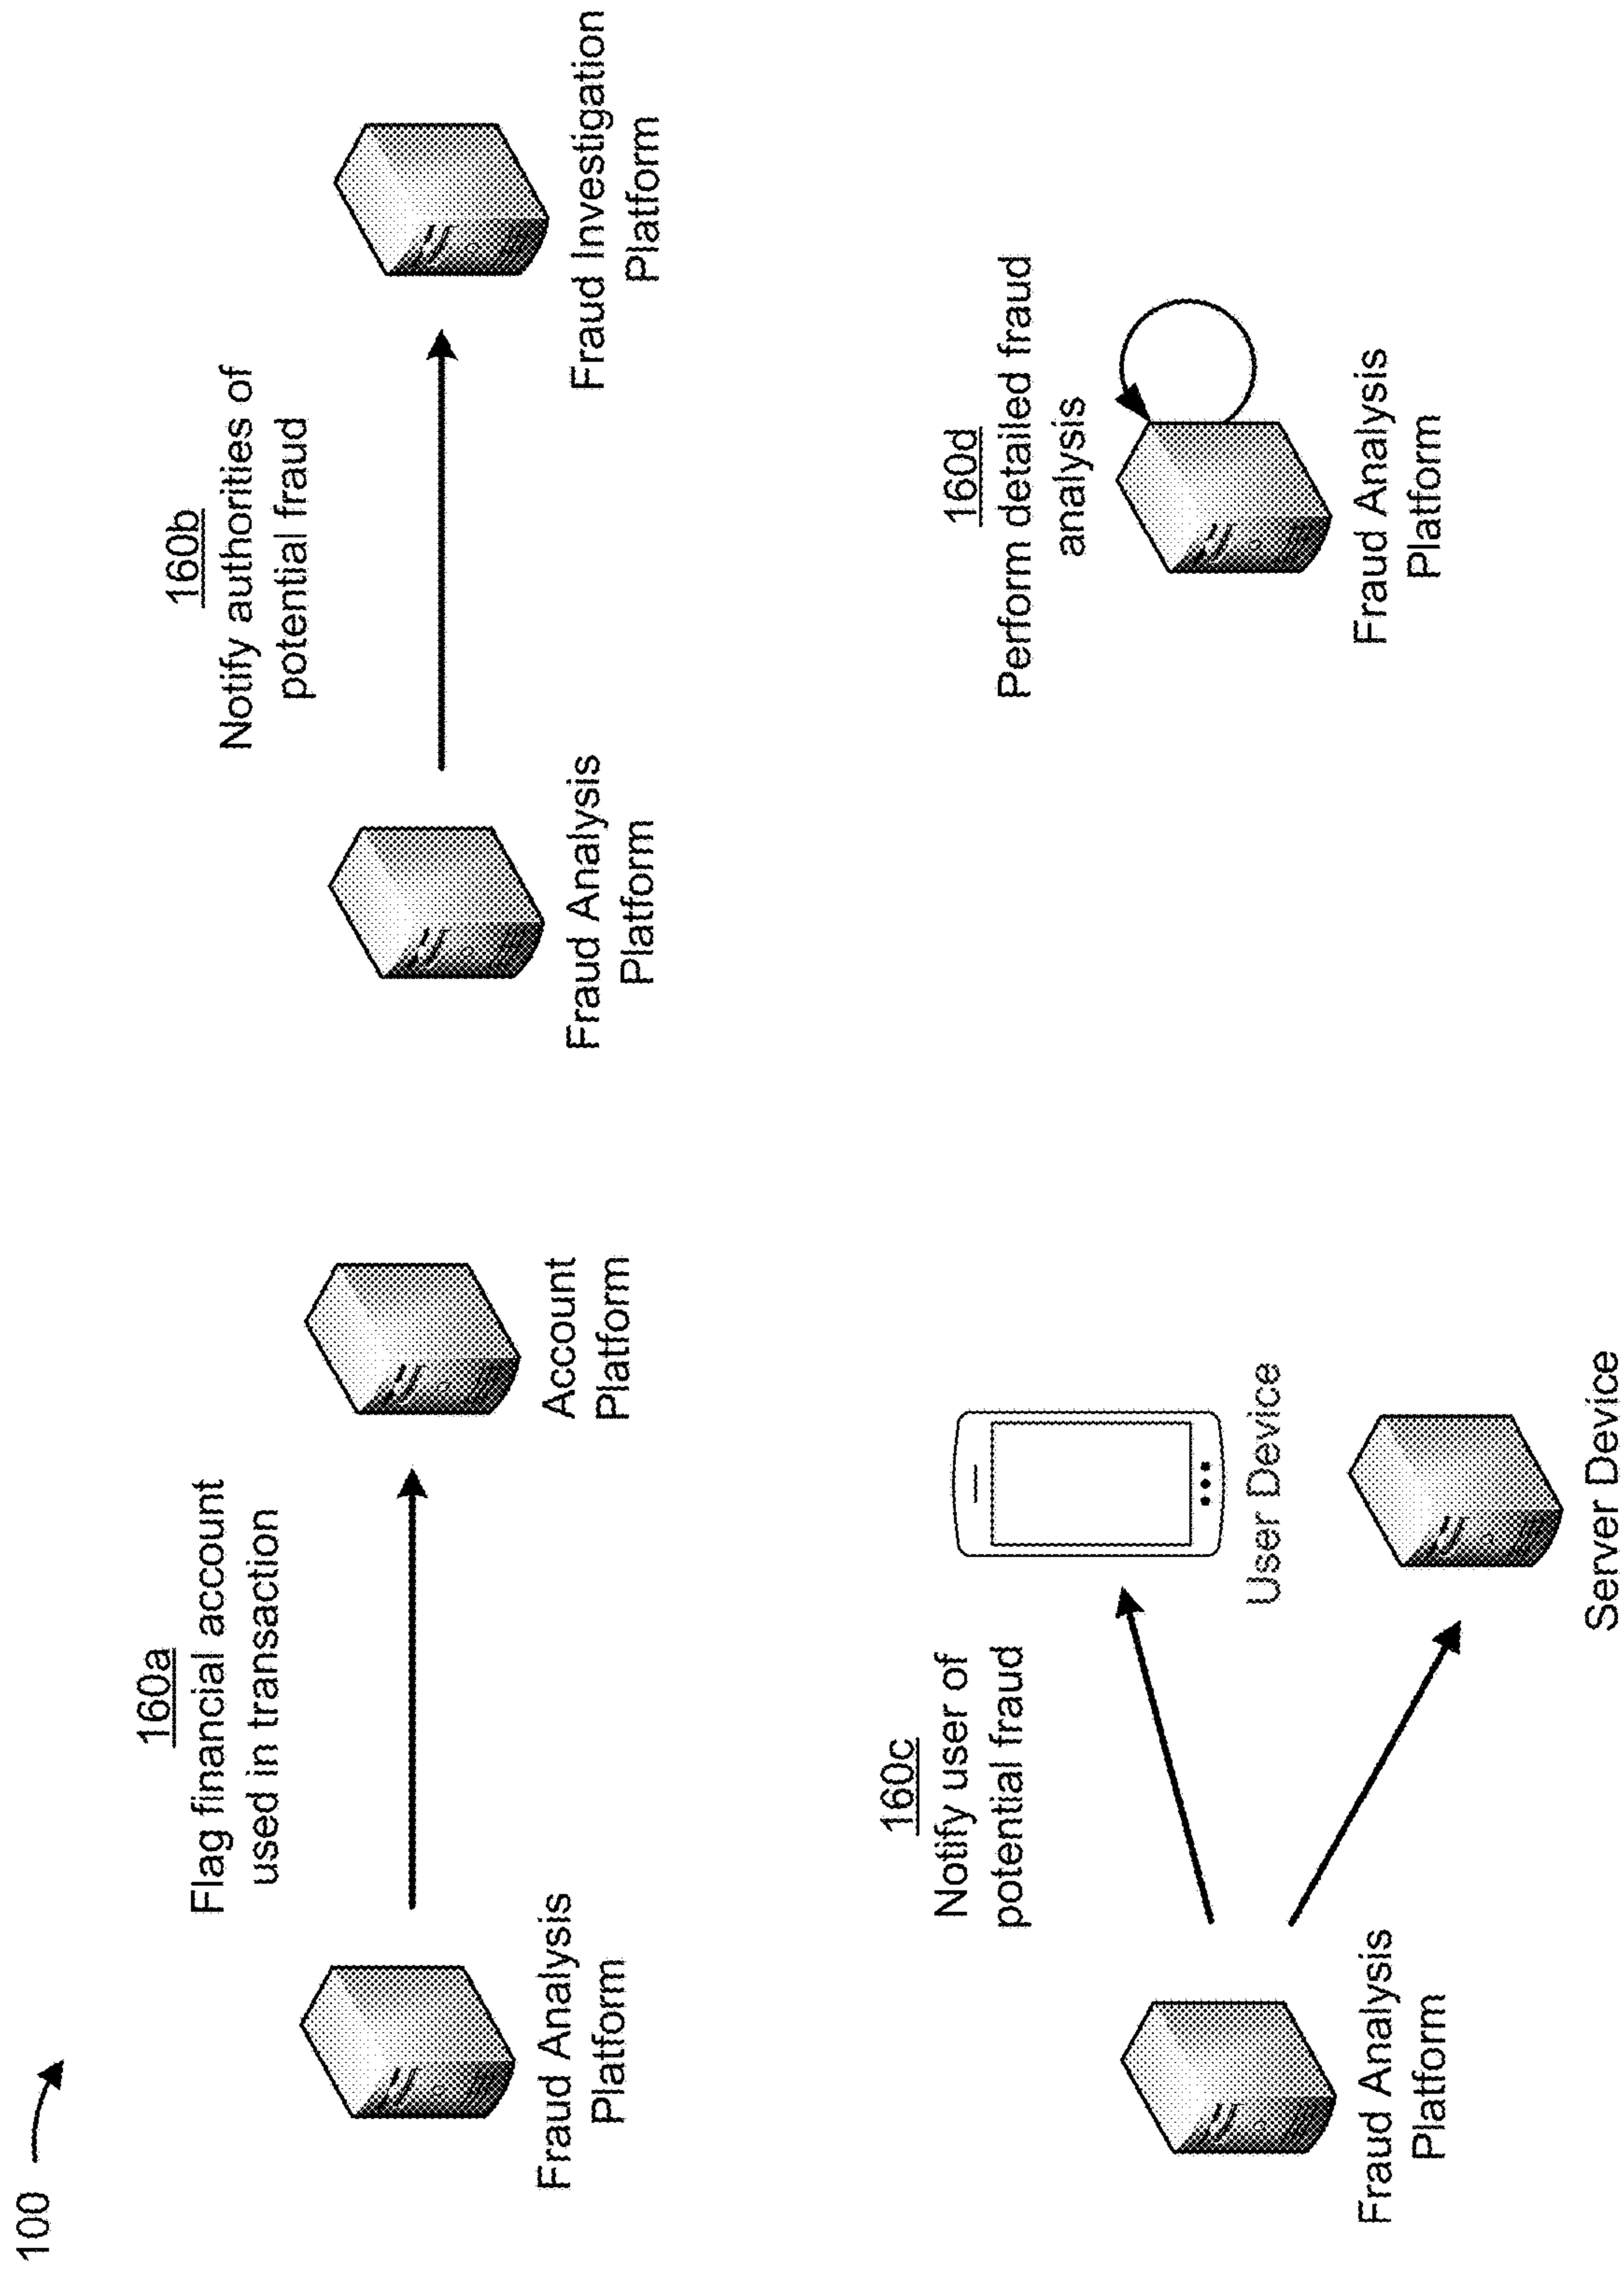 100
160a
Flag financial account
used in transaction
Fraud Analysis
Platform
Account
Platform
160b
Notify authorities of
potential fraud
Fraud Analysis
Platform
Fraud Investigation
Platform
160c
Notify user of
potential fraud
Fraud Analysis
Platform
User Device
Server Device
160d
Perform detailed fraud
analysis
Fraud Analysis
Platform